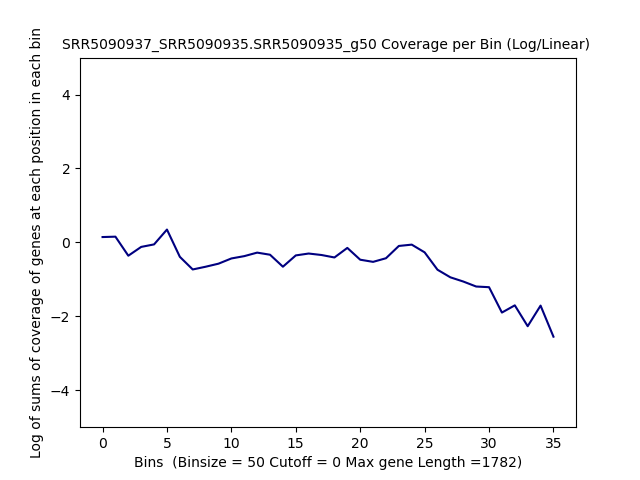 SRR5090937_SRR5090935.SRR5090935_g50 Coverage per Bin (Log/Linear)
Log of sums of coverage of genes at each position in each bin
4
2
0
−2
−4
0 5 10 15 20 25 30 35
Bins  (Binsize = 50 Cutoff = 0 Max gene Length =1782)